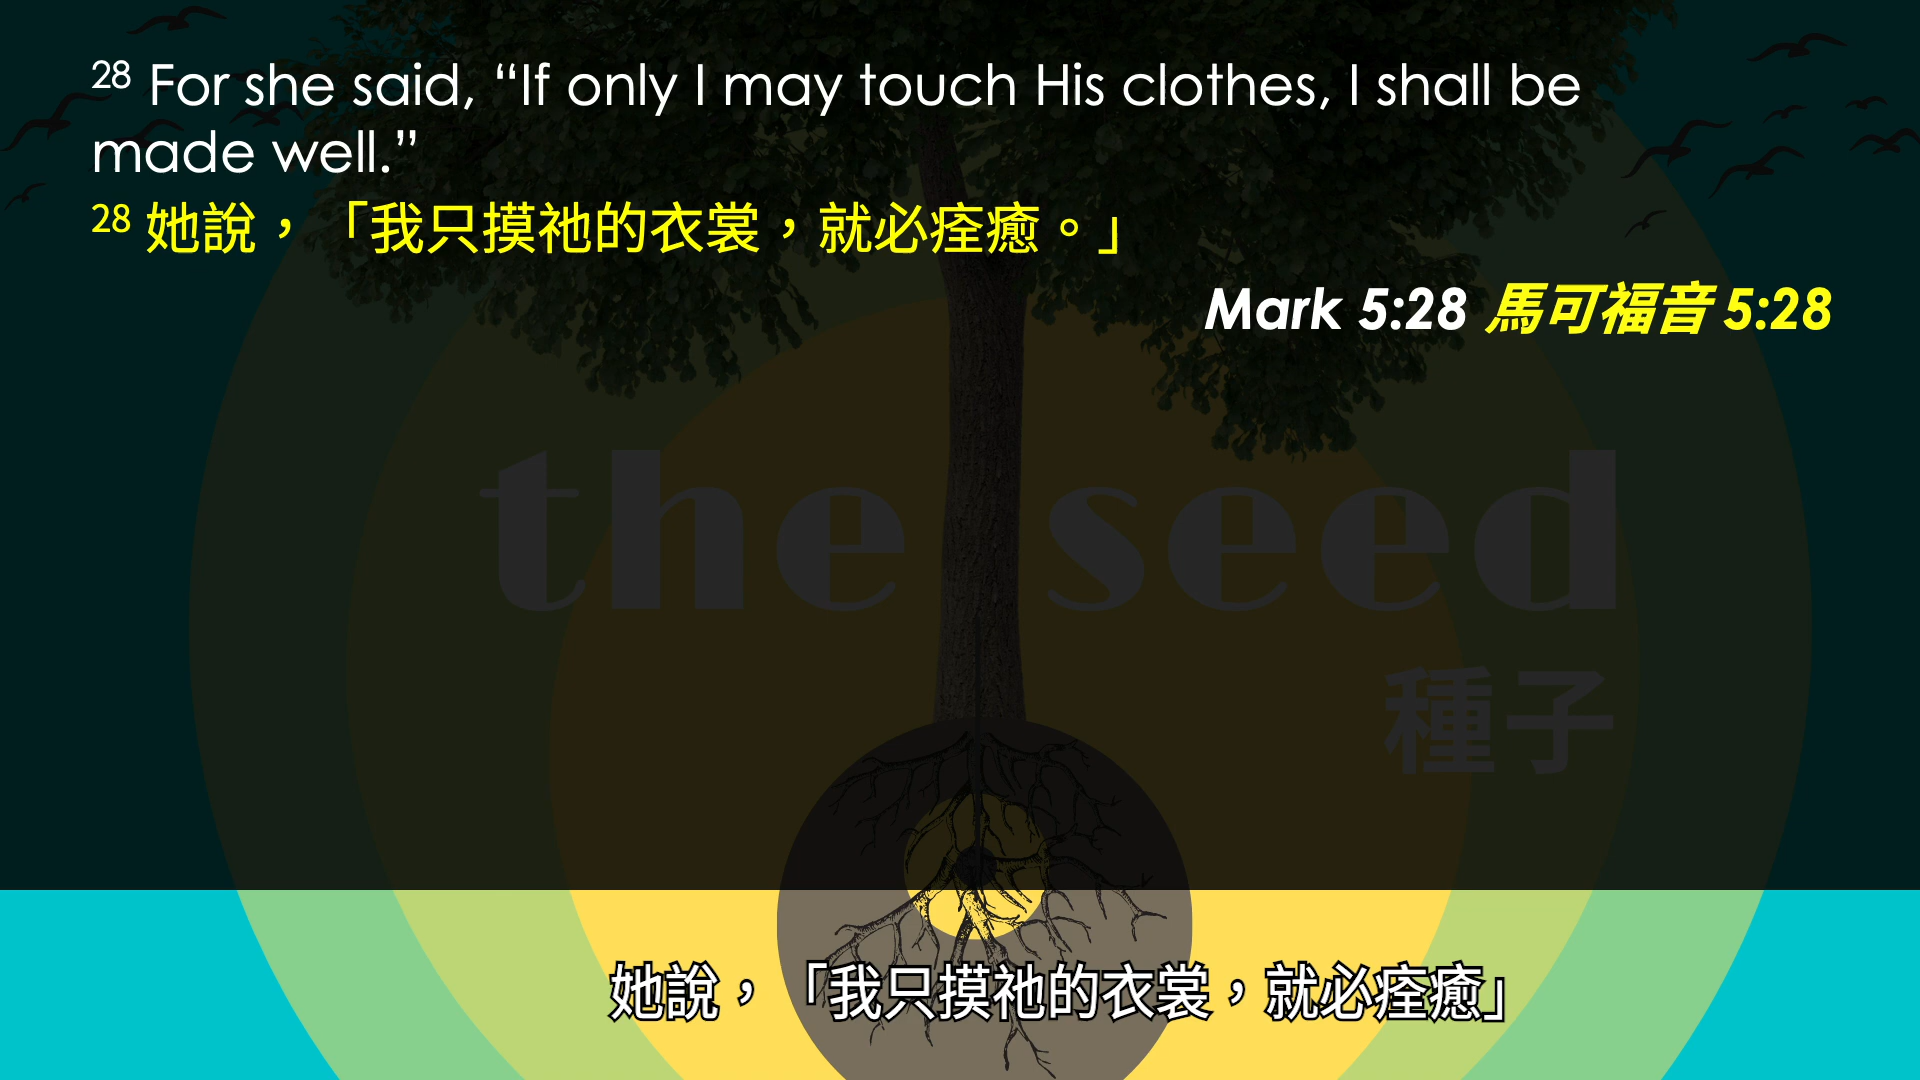 28 For she said, “If only I may touch His clothes, I shall be
made well.”
28 她說，「我只摸祂的衣裳，就必痊癒。」
Mark 5:28 馬可福音 5:28
the seed
種子
她說，「我只摸祂的衣裳，就必痊癒」